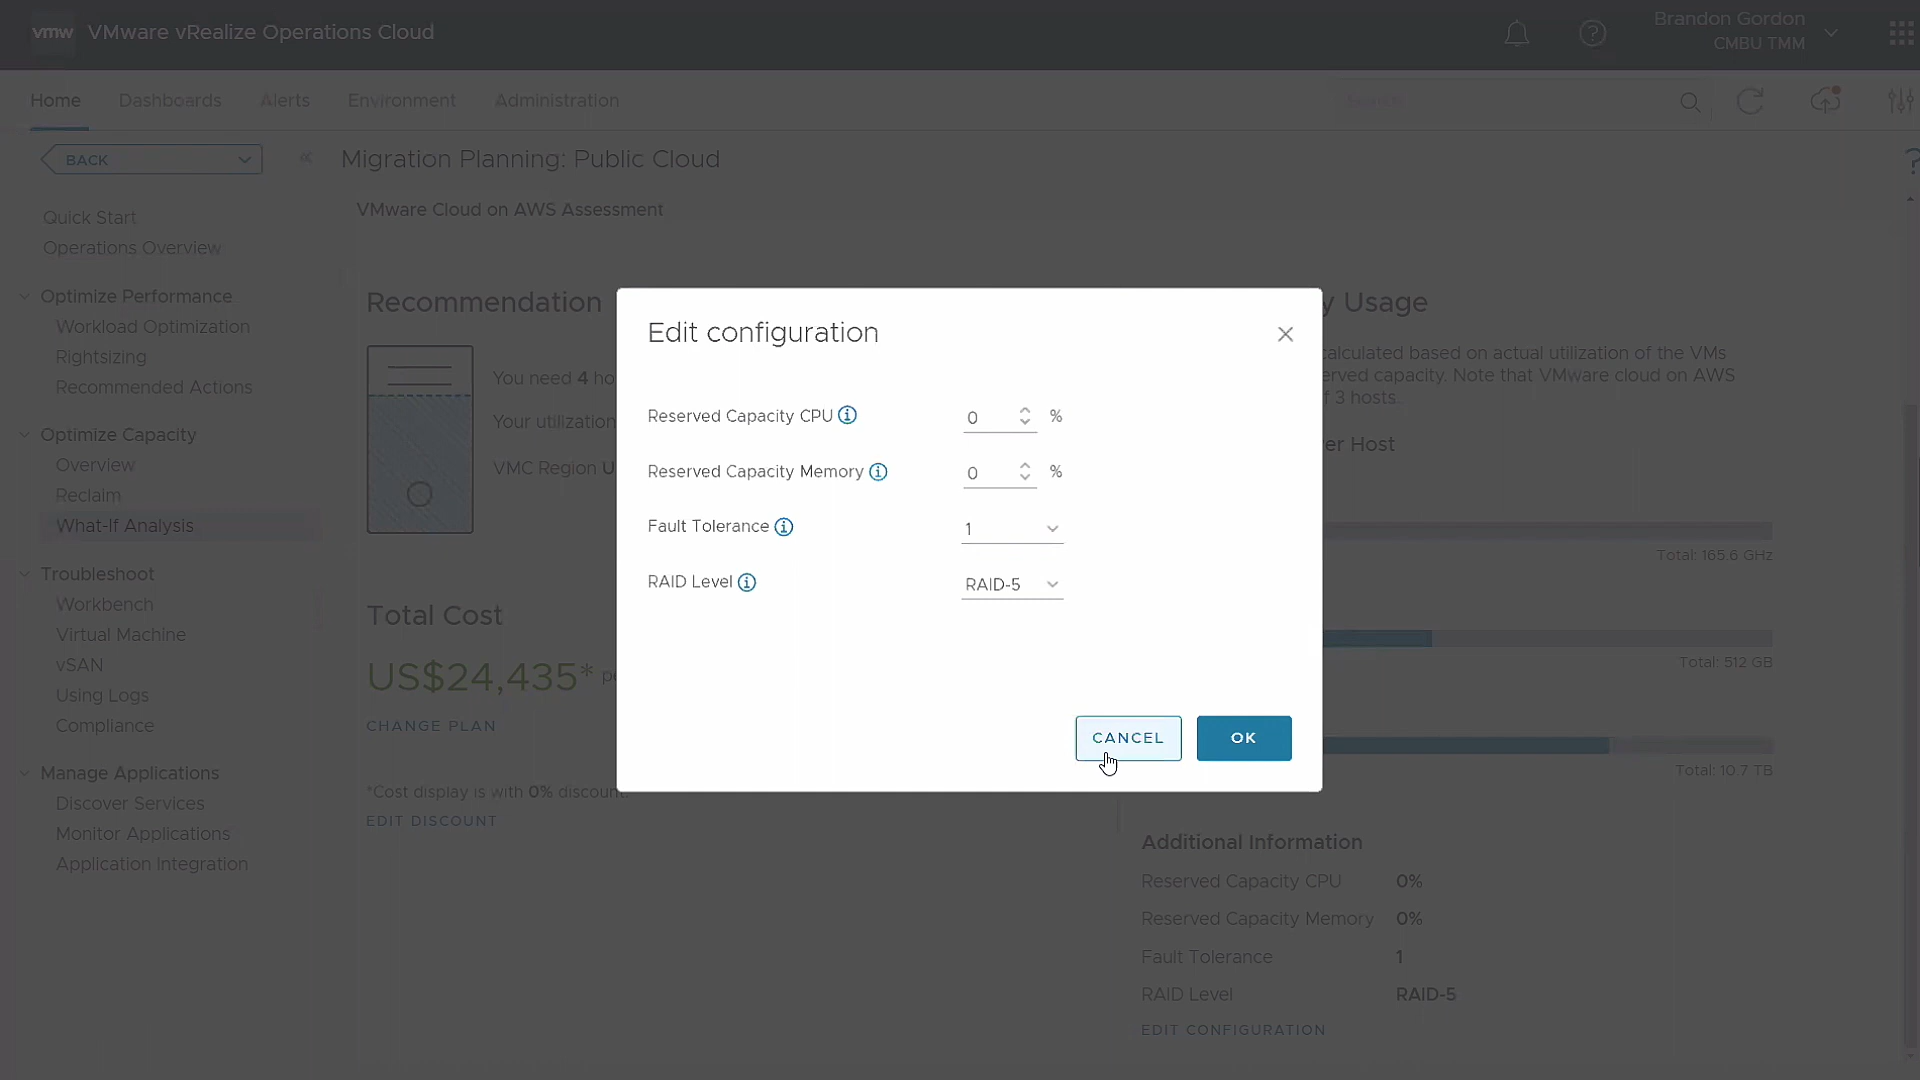 vmw VMware vRealize Operations Cloud
Brandon Gordon
CMBU TMM
Home Dashboards Alerts Environment Administration
Search
BACK
Migration Planning: Public Cloud
VMware Cloud on AWS Assessment
Quick Start
Operations Overview
Optimize Performance
Workload Optimization
Rightsizing
Recommended Actions
Optimize Capacity
Overview
Reclaim
What-If Analysis
Troubleshoot
Workbench
Virtual Machine
vSAN
Using Logs
Compliance
Manage Applications
Discover Services
Monitor Applications
Application Integration
Recommendation
You need 4 ho
Your utilization
VMC Region U
Total Cost
US$24,435* pe
CHANGE PLAN
*Cost display is with 0% discount.
EDIT DISCOUNT
Edit configuration
Reserved Capacity CPU 0 %
Reserved Capacity Memory 0 %
Fault Tolerance 1
RAID Level RAID-5
CANCEL OK
y Usage
calculated based on actual utilization of the VMs
erved capacity. Note that VMware cloud on AWS
f 3 hosts.
er Host
Total: 165.6 GHz
Total: 512 GB
Total: 10.7 TB
Additional Information
Reserved Capacity CPU 0%
Reserved Capacity Memory 0%
Fault Tolerance 1
RAID Level RAID-5
EDIT CONFIGURATION